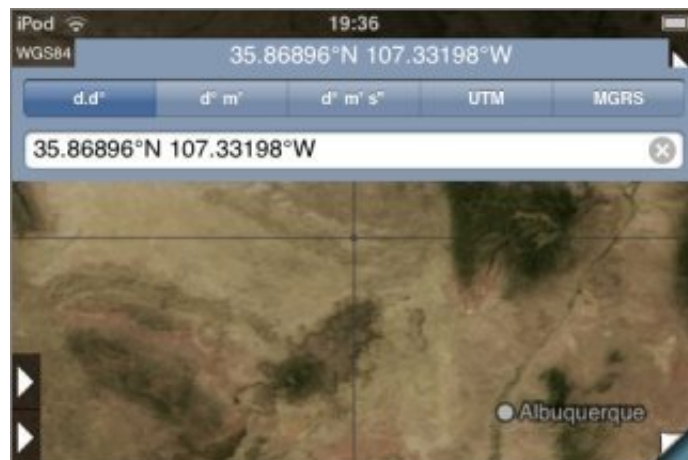 iPod 19:36
WGS84 35.86896°N 107.33198°W
d.d° d° m' d° m' s" UTM MGRS
35.86896°N 107.33198°W
Albuquerque